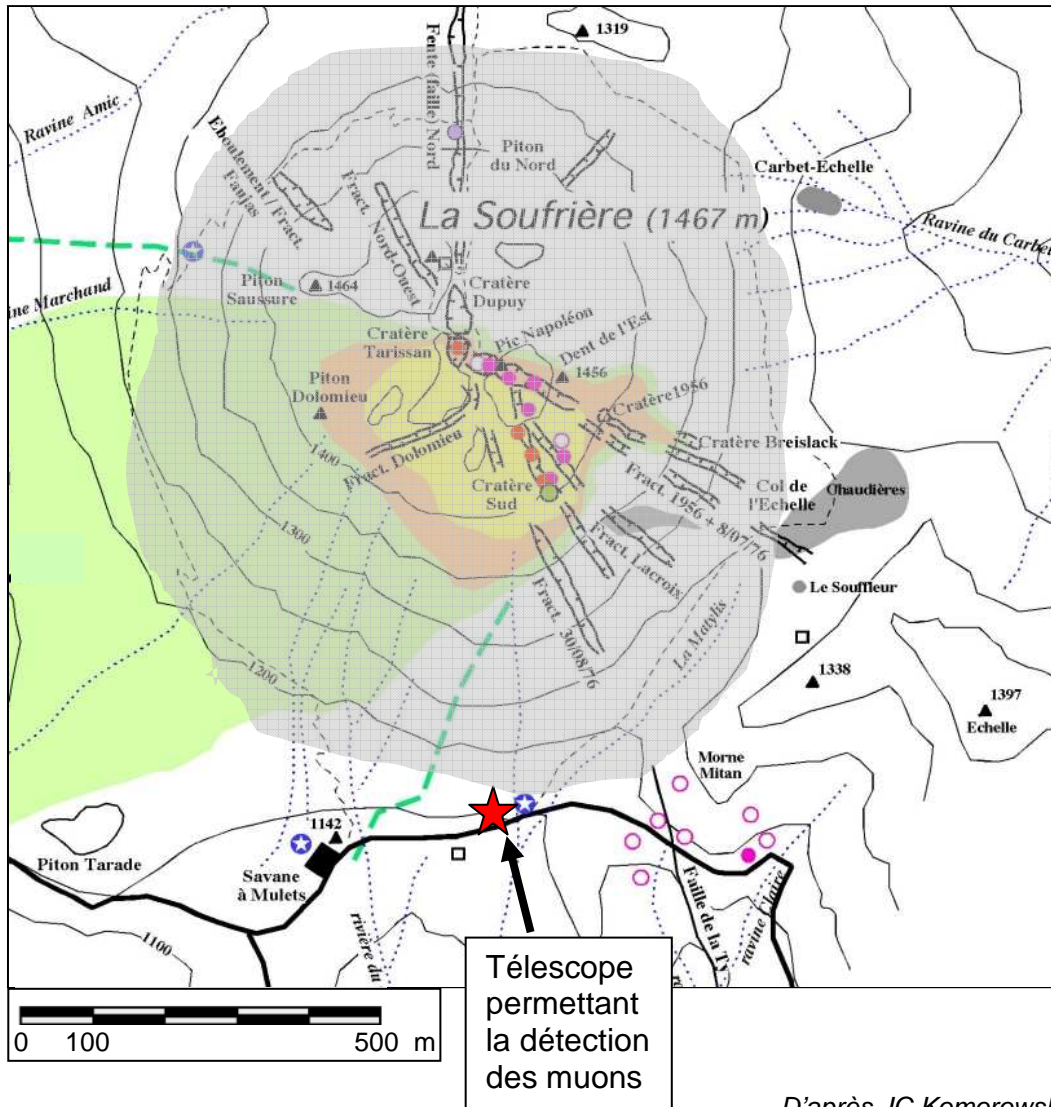 1319
Ravine Amic
Fente (faille) Nord
Piton
du Nord
Carbet-Echelle
Eboulement / Fract.
Faujas
Fract.
Nord-Ouest
La Soufrière (1467 m)
Ravine du Carbet
Piton
Saussure
1464
Cratère
Dupuy
ine Marchand
Cratère
Tarissan
Pic Napoléon
Dent de l'Est
1456
Piton
Dolomieu
Cratère1956
Fract. Dolomieu
Cratère Breislack
1400
Cratère
Sud
Col de
l'Echelle
Chaudières
Fract. 1956 + 8/07/76
1300
Fract. Lacroix
Fract. 30/08/76
Le Souffleur
La Matylis
1200
1338
1397
Echelle
Morne
Mitan
1142
Piton Tarade
Savane
à Mulets
Faille de la Ty
ravine Claire
1100
rivière du
Télescope
permettant
la détection
des muons
0 100 500 m
D'après JC Komorowsk